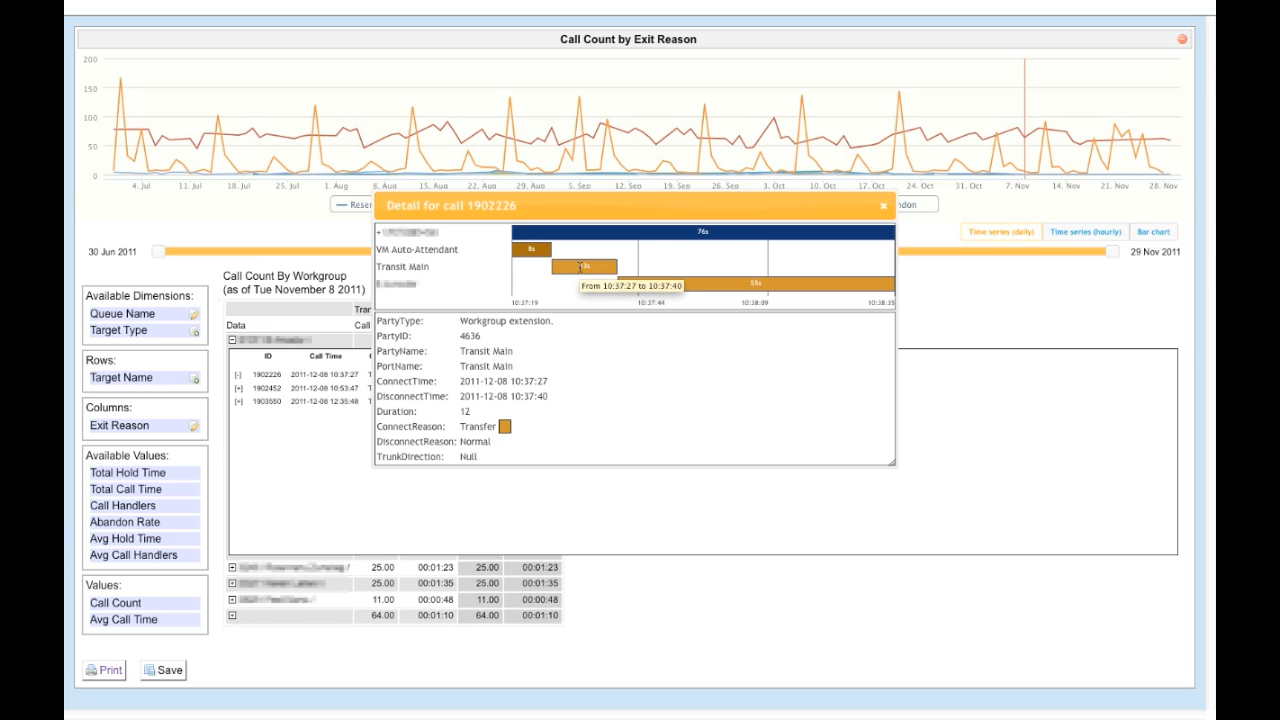 Call Count by Exit Reason
200
150
100
50
0
4. Jul 11. Jul 18. Jul 25. Jul 1. Aug 8. Aug 15. Aug 22. Aug 29. Aug 5. Sep 12. Sep 19. Sep 26. Sep 3. Oct 10. Oct 17. Oct 24. Oct 31. Oct 7. Nov 14. Nov 21. Nov 28. Nov
Detail for call 1902226
76s
VM Auto-Attendant 8s
Transit Main
55s
From 10:37:27 to 10:37:40
10:37:19 10:37:44 10:38:09 10:38:35
Time series (daily) Time series (hourly) Bar chart
30 Jun 2011 29 Nov 2011
Call Count By Workgroup
(as of Tue November 8 2011)
Available Dimensions:
Queue Name
Target Type
Rows:
Target Name
Columns:
Exit Reason
Available Values:
Total Hold Time
Total Call Time
Call Handlers
Abandon Rate
Avg Hold Time
Avg Call Handlers
Values:
Call Count
Avg Call Time
Data
ID Call Time
[-] 1902226 2011-12-08 10:37:27
[+] 1902452 2011-12-08 10:53:47
[+] 1903550 2011-12-08 12:35:48
PartyType: Workgroup extension.
PartyID: 4636
PartyName: Transit Main
PortName: Transit Main
ConnectTime: 2011-12-08 10:37:27
DisconnectTime: 2011-12-08 10:37:40
Duration: 12
ConnectReason: Transfer
DisconnectReason: Normal
TrunkDirection: Null
25.00 00:01:23 25.00 00:01:23
25.00 00:01:35 25.00 00:01:35
11.00 00:00:48 11.00 00:00:48
64.00 00:01:10 64.00 00:01:10
Print Save